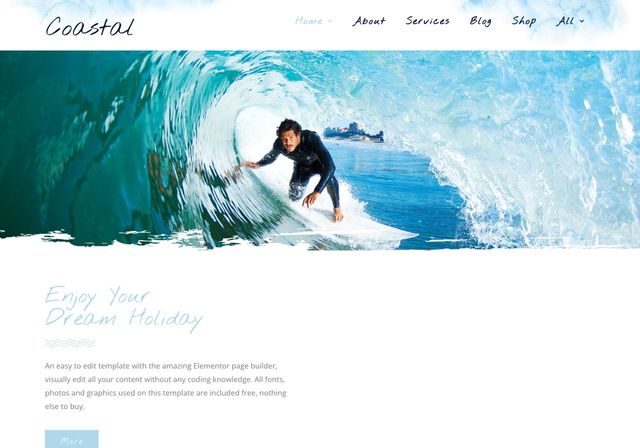 Coastal
Home About Services Blog Shop All
Enjoy Your
Dream Holiday
An easy to edit template with the amazing Elementor page builder,
visually edit all your content without any coding knowledge. All fonts,
photos and graphics used on this template are included free, nothing
else to buy.
More